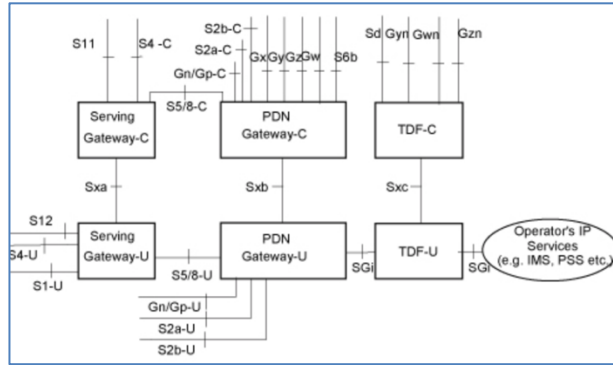 S2b-C
S11
S4 -C
S2a-C
Gx
Gy
Gz
Gw
S6b
Sd
Gyn
Gwn
Gzn
Gn/Gp-C
S5/8-C
Serving
Gateway-C
PDN
Gateway-C
TDF-C
Sxa
Sxb
Sxc
S12
S4-U
S1-U
Serving
Gateway-U
S5/8-U
PDN
Gateway-U
SGi
TDF-U
SGi
Operator's IP
Services
(e.g. IMS, PSS etc.)
Gn/Gp-U
S2a-U
S2b-U